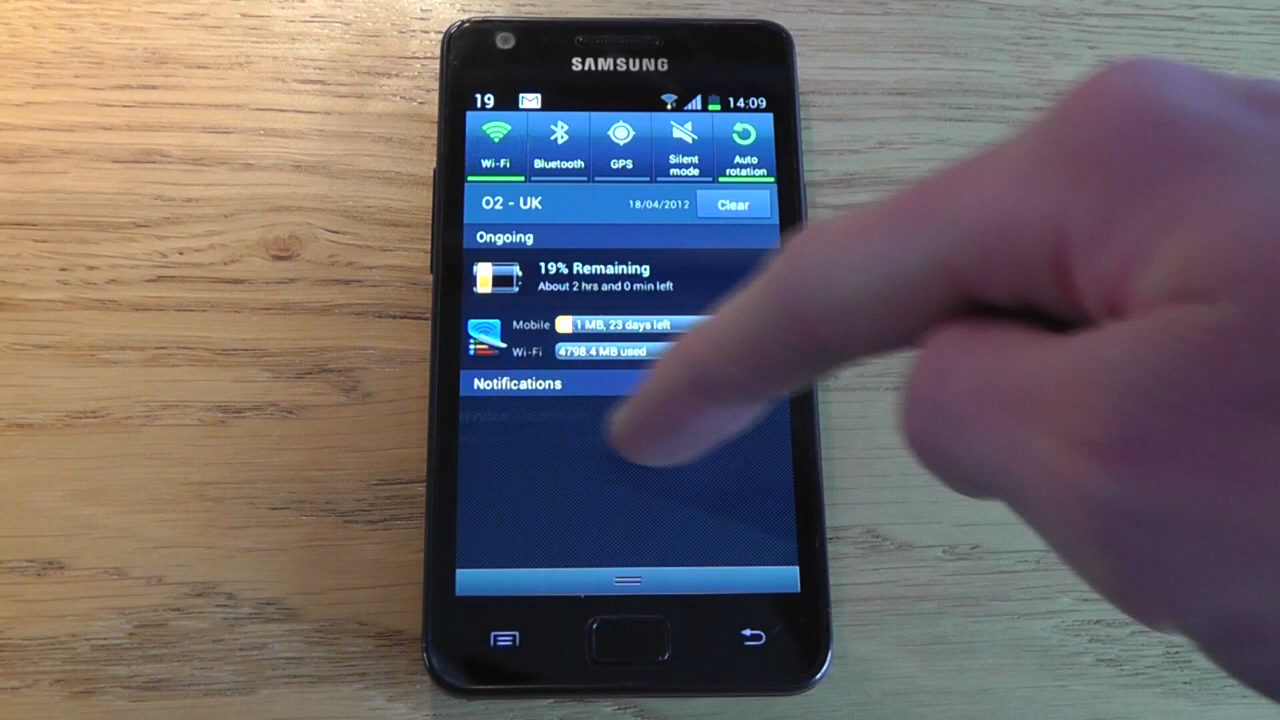 SAMSUNG
19 14:09
Wi-Fi Bluetooth GPS Silent mode Auto rotation
O2 - UK 18/04/2012 Clear
Ongoing
19% Remaining
About 2 hrs and 0 min left
Mobile .1 MB, 23 days left
Wi-Fi 4798.4 MB used
Notifications